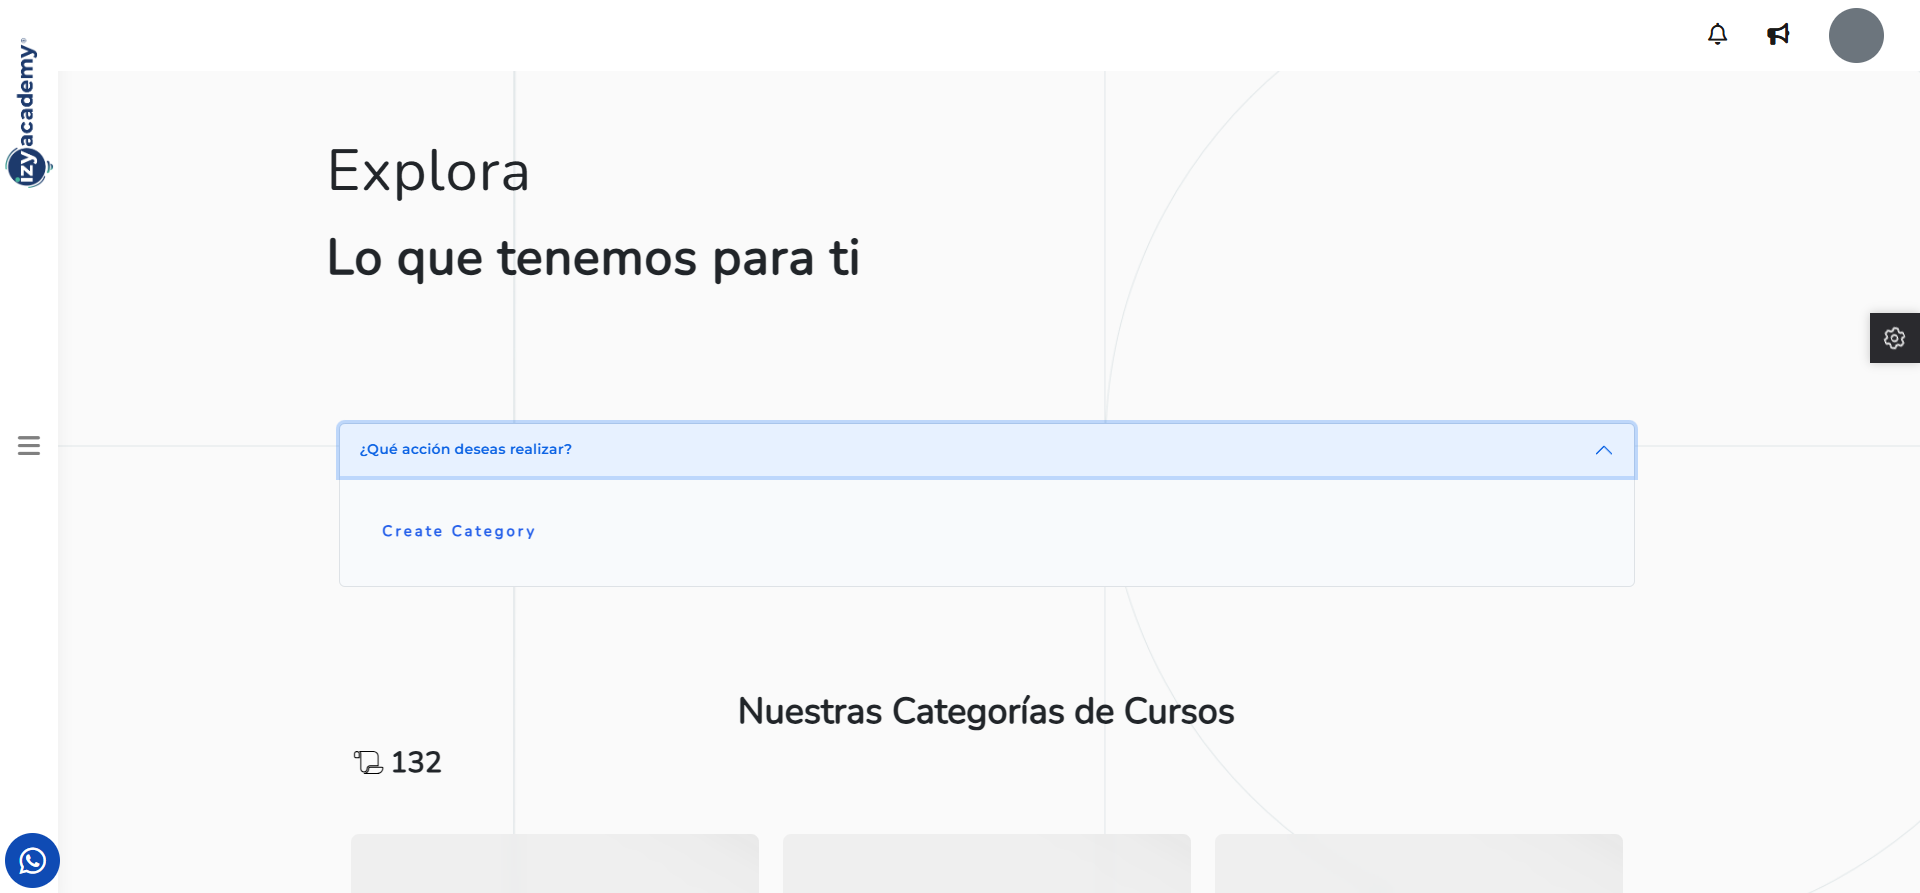 izyacademy®
Explora
Lo que tenemos para ti
¿Qué acción deseas realizar?
Create Category
Nuestras Categorías de Cursos
132